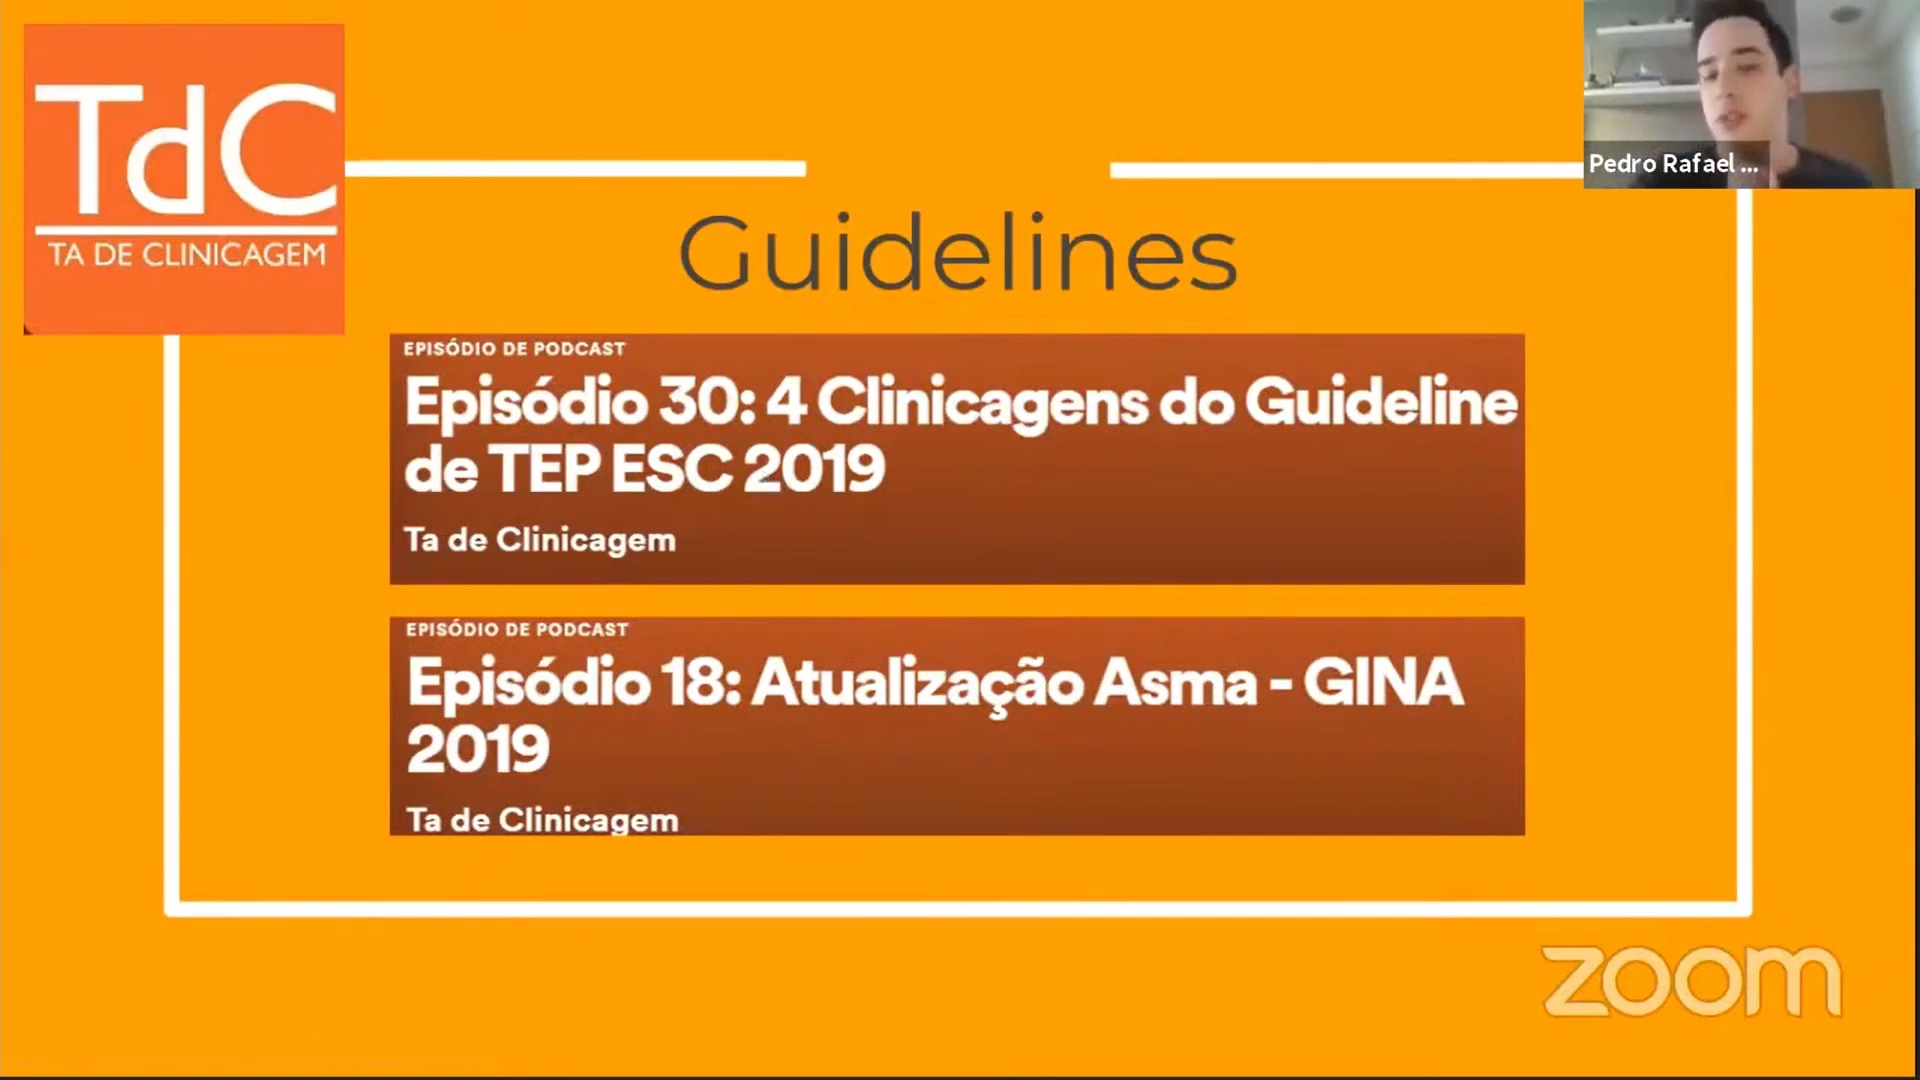 TdC
TA DE CLINICAGEM
Pedro Rafael ...
Guidelines
EPISÓDIO DE PODCAST
Episódio 30: 4 Clinicagens do Guideline
de TEP ESC 2019
Ta de Clinicagem
EPISÓDIO DE PODCAST
Episódio 18: Atualização Asma - GINA
2019
Ta de Clinicagem
zoom